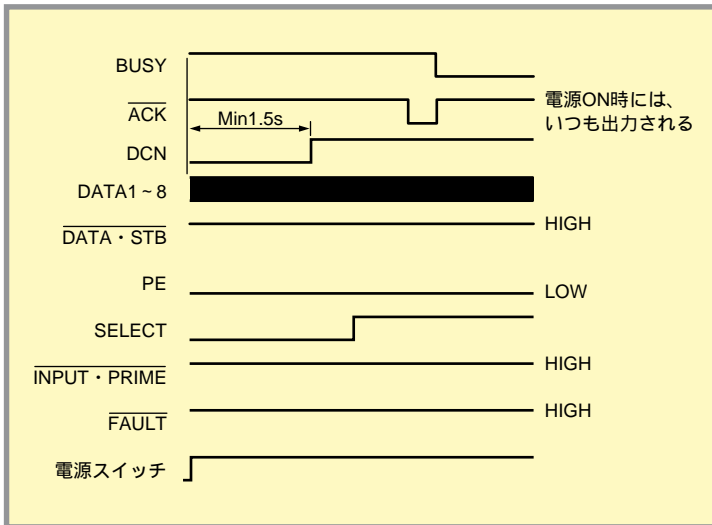 BUSY
ACK
電源ON時には、
いつも出力される
Min1.5s
DCN
DATA1~8
DATA・STB
HIGH
PE
LOW
SELECT
INPUT・PRIME
HIGH
FAULT
HIGH
電源スイッチ